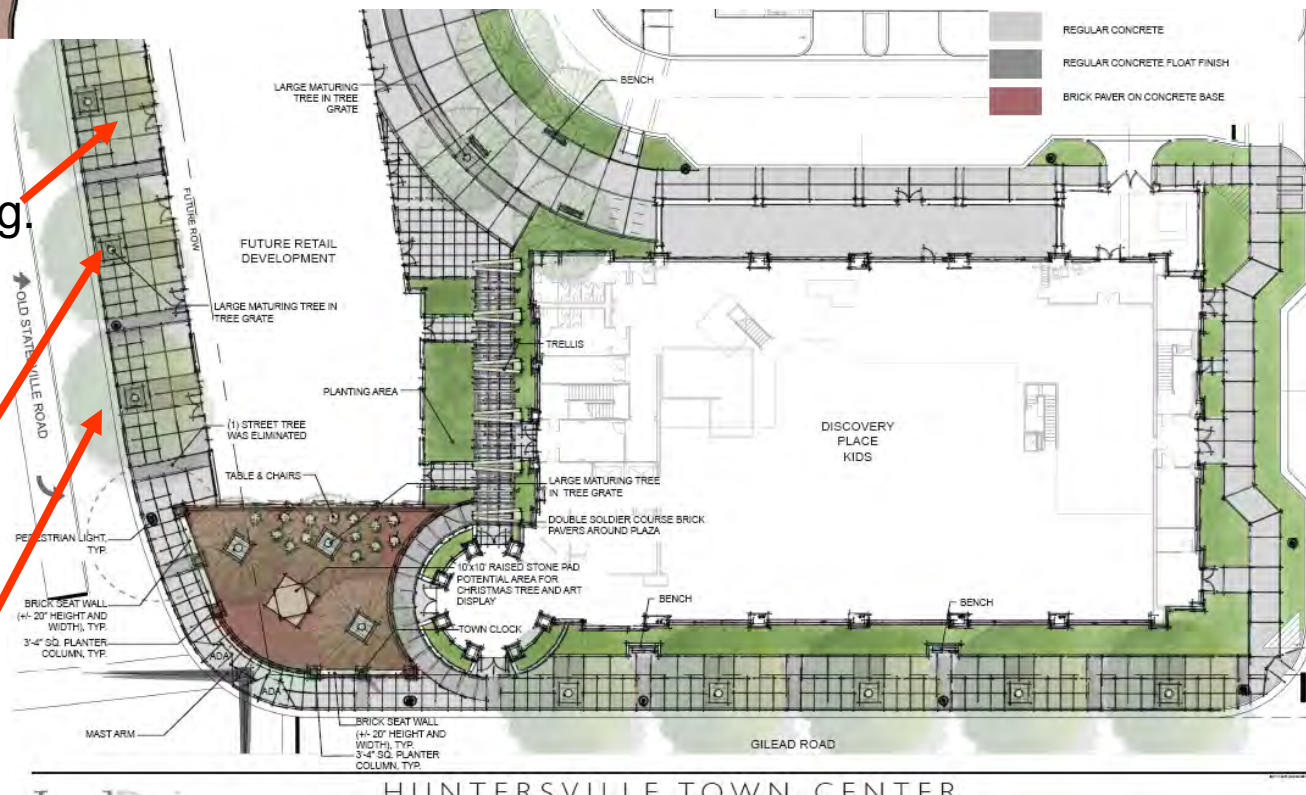 REGULAR CONCRETE
REGULAR CONCRETE FLOAT FINISH
BRICK PAVER ON CONCRETE BASE
LARGE MATURING
TREE IN TREE
GRATE
BENCH
g.
FUTURE ROW
FUTURE RETAIL
DEVELOPMENT
OLD STATESVILLE ROAD
LARGE MATURING TREE IN
TREE GRATE
TRELLIS
PLANTING AREA
DISCOVERY
PLACE
KIDS
(1) STREET TREE
WAS ELIMINATED
TABLE & CHAIRS
LARGE MATURING TREE
IN TREE GRATE
DOUBLE SOLDIER COURSE BRICK
PAVERS AROUND PLAZA
PEDESTRIAN LIGHT,
TYP.
10'x10' RAISED STONE PAD
POTENTIAL AREA FOR
CHRISTMAS TREE AND ART
DISPLAY
BRICK SEAT WALL
(+/- 20" HEIGHT AND
WIDTH), TYP.
3'-4" SQ. PLANTER
COLUMN, TYP.
TOWN CLOCK
BENCH
BENCH
ADA
ADA
MAST ARM
BRICK SEAT WALL
(+/- 20" HEIGHT AND
WIDTH), TYP.
3'-4" SQ. PLANTER
COLUMN, TYP.
GILEAD ROAD
HUNTERSVILLE TOWN CENTER